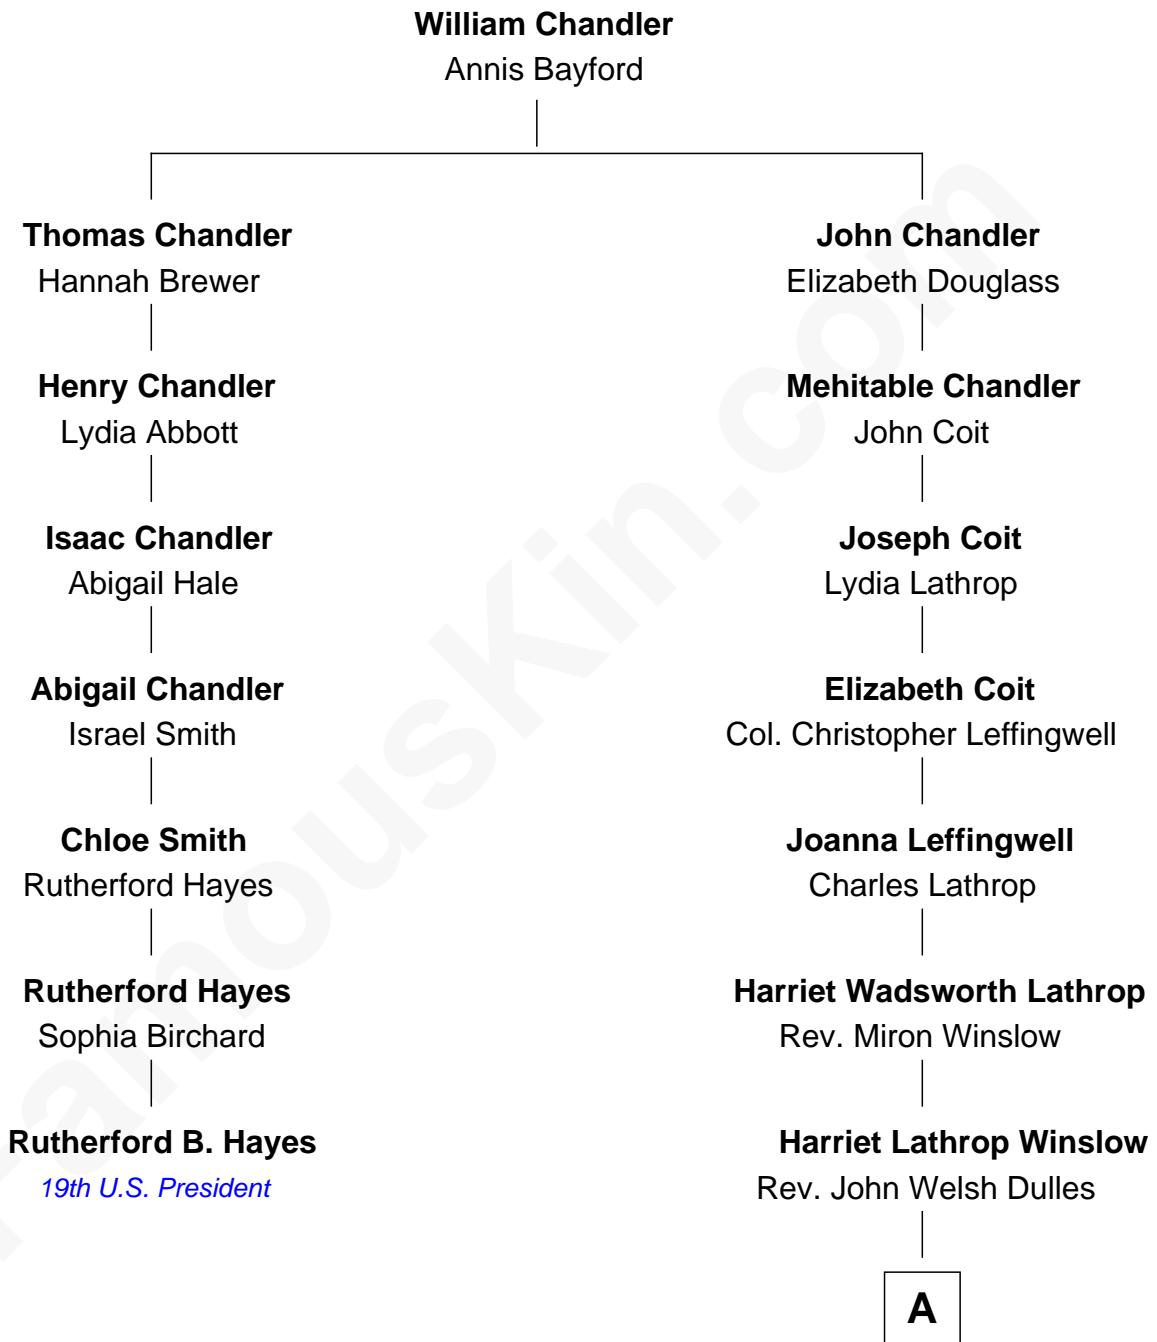 William Chandler
Annis Bayford
Thomas Chandler
Hannah Brewer
Henry Chandler
Lydia Abbott
Isaac Chandler
Abigail Hale
Abigail Chandler
Israel Smith
Chloe Smith
Rutherford Hayes
Rutherford Hayes
Sophia Birchard
Rutherford B. Hayes
19th U.S. President
John Chandler
Elizabeth Douglass
Mehitable Chandler
John Coit
Joseph Coit
Lydia Lathrop
Elizabeth Coit
Col. Christopher Leffingwell
Joanna Leffingwell
Charles Lathrop
Harriet Wadsworth Lathrop
Rev. Miron Winslow
Harriet Lathrop Winslow
Rev. John Welsh Dulles
A
FamousKin.com